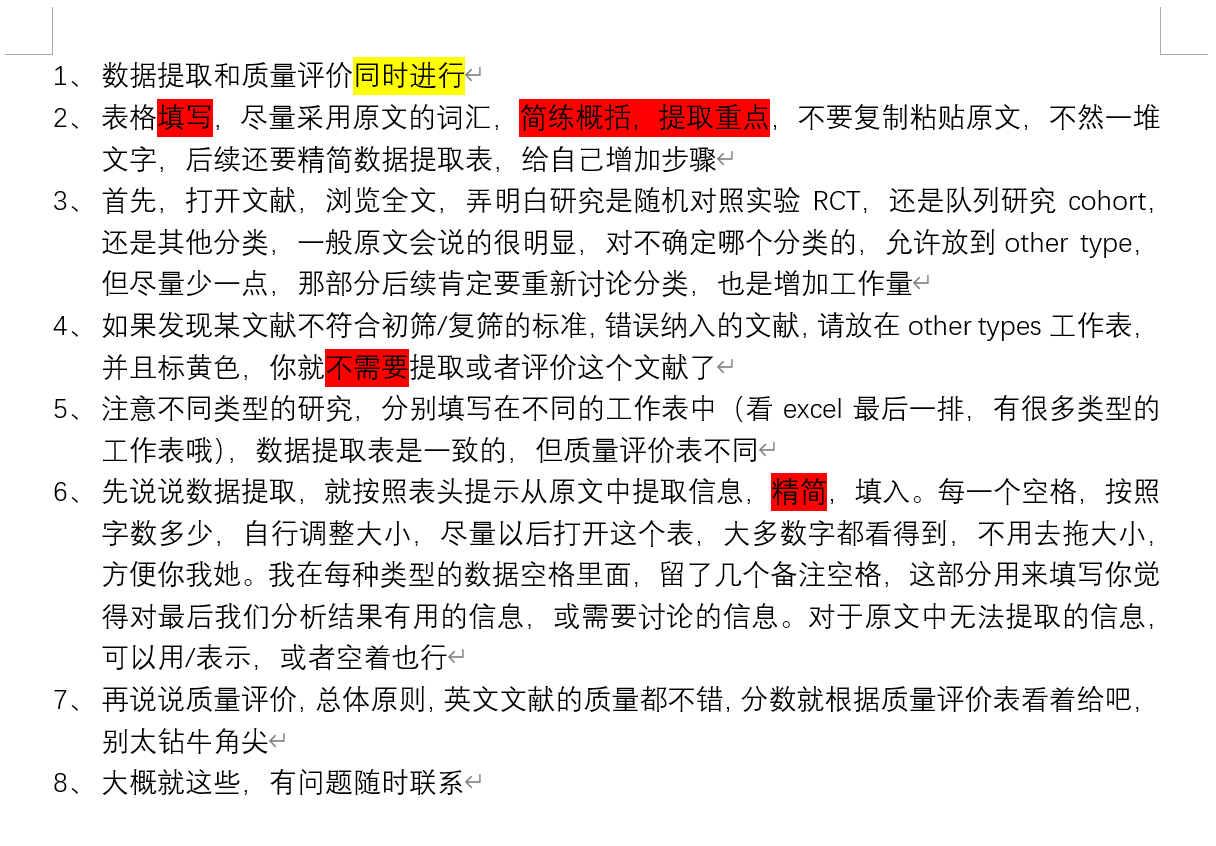 1、 数据提取和质量评价同时进行↵
2、 表格填写，尽量采用原文的词汇，简练概括，提取重点，不要复制粘贴原文，不然一堆
文字，后续还要精简数据提取表，给自己增加步骤↵
3、 首先，打开文献，浏览全文，弄明白研究是随机对照实验 RCT，还是队列研究 cohort，
还是其他分类，一般原文会说的很明显，对不确定哪个分类的，允许放到 other type，
但尽量少一点，那部分后续肯定要重新讨论分类，也是增加工作量↵
4、 如果发现某文献不符合初筛/复筛的标准，错误纳入的文献，请放在 other types 工作表，
并且标黄色，你就不需要提取或者评价这个文献了↵
5、 注意不同类型的研究，分别填写在不同的工作表中（看 excel 最后一排，有很多类型的
工作表哦），数据提取表是一致的，但质量评价表不同↵
6、 先说说数据提取，就按照表头提示从原文中提取信息，精简，填入。每一个空格，按照
字数多少，自行调整大小，尽量以后打开这个表，大多数字都看得到，不用去拖大小，
方便你我她。我在每种类型的数据空格里面，留了几个备注空格，这部分用来填写你觉
得对最后我们分析结果有用的信息，或需要讨论的信息。对于原文中无法提取的信息，
可以用/表示，或者空着也行↵
7、 再说说质量评价，总体原则，英文文献的质量都不错，分数就根据质量评价表看着给吧，
别太钻牛角尖↵
8、 大概就这些，有问题随时联系↵